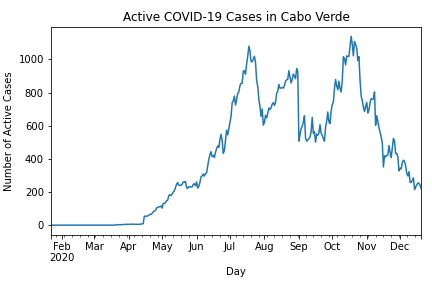 Active COVID-19 Cases in Cabo Verde
Number of Active Cases
1000
800
600
400
200
0
Feb Mar Apr May Jun Jul Aug Sep Oct Nov Dec
2020
Day